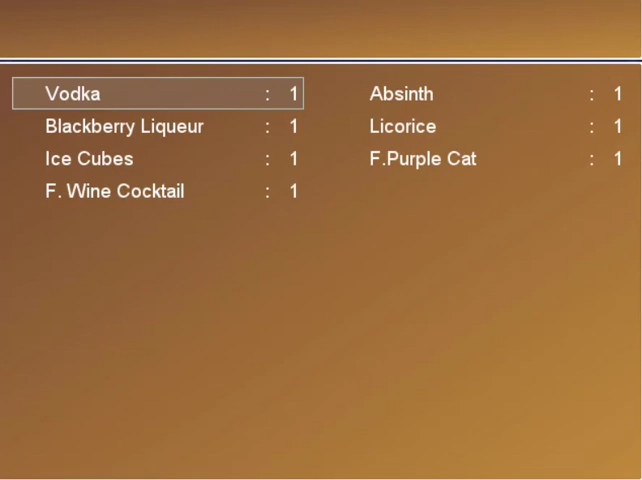 Vodka : 1 Absinth : 1
Blackberry Liqueur : 1 Licorice : 1
Ice Cubes : 1 F.Purple Cat : 1
F. Wine Cocktail : 1